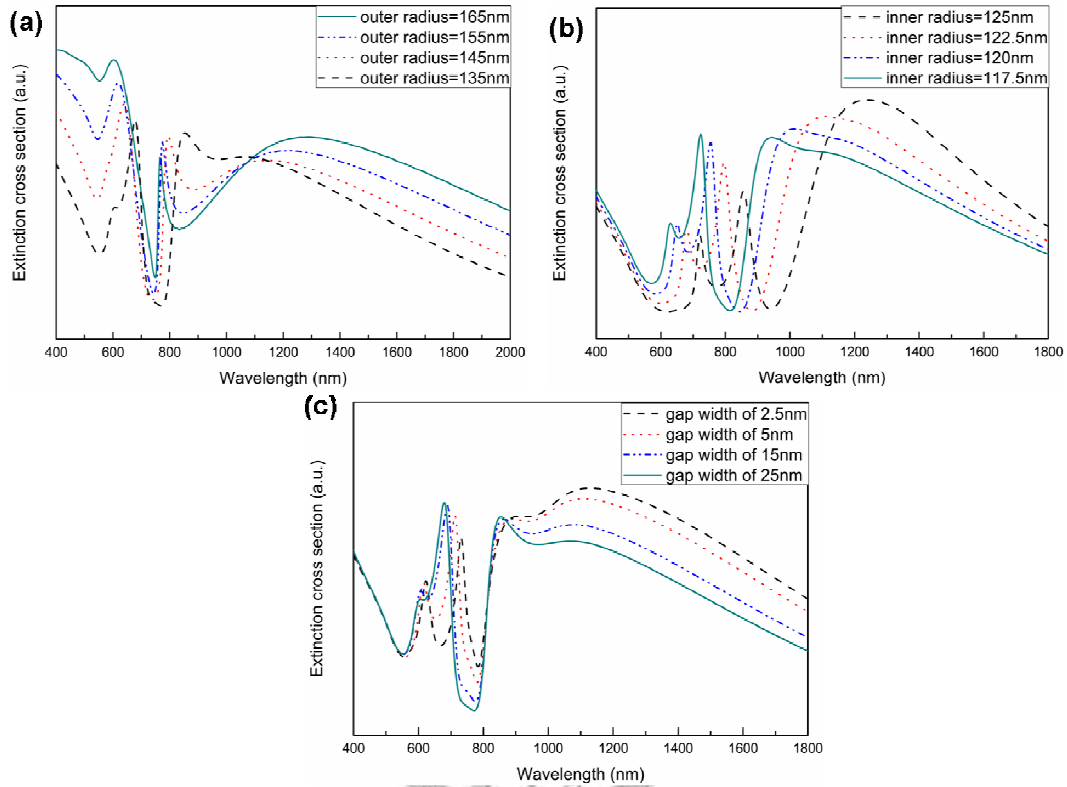 (a)
outer radius=165nm
outer radius=155nm
outer radius=145nm
outer radius=135nm
Extinction cross section (a.u.)
400 600 800 1000 1200 1400 1600 1800 2000
Wavelength (nm)
(b)
inner radius=125nm
inner radius=122.5nm
inner radius=120nm
inner radius=117.5nm
Extinction cross section (a.u.)
400 600 800 1000 1200 1400 1600 1800
Wavelength (nm)
(c)
gap width of 2.5nm
gap width of 5nm
gap width of 15nm
gap width of 25nm
Extinction cross section (a.u.)
400 600 800 1000 1200 1400 1600 1800
Wavelength (nm)